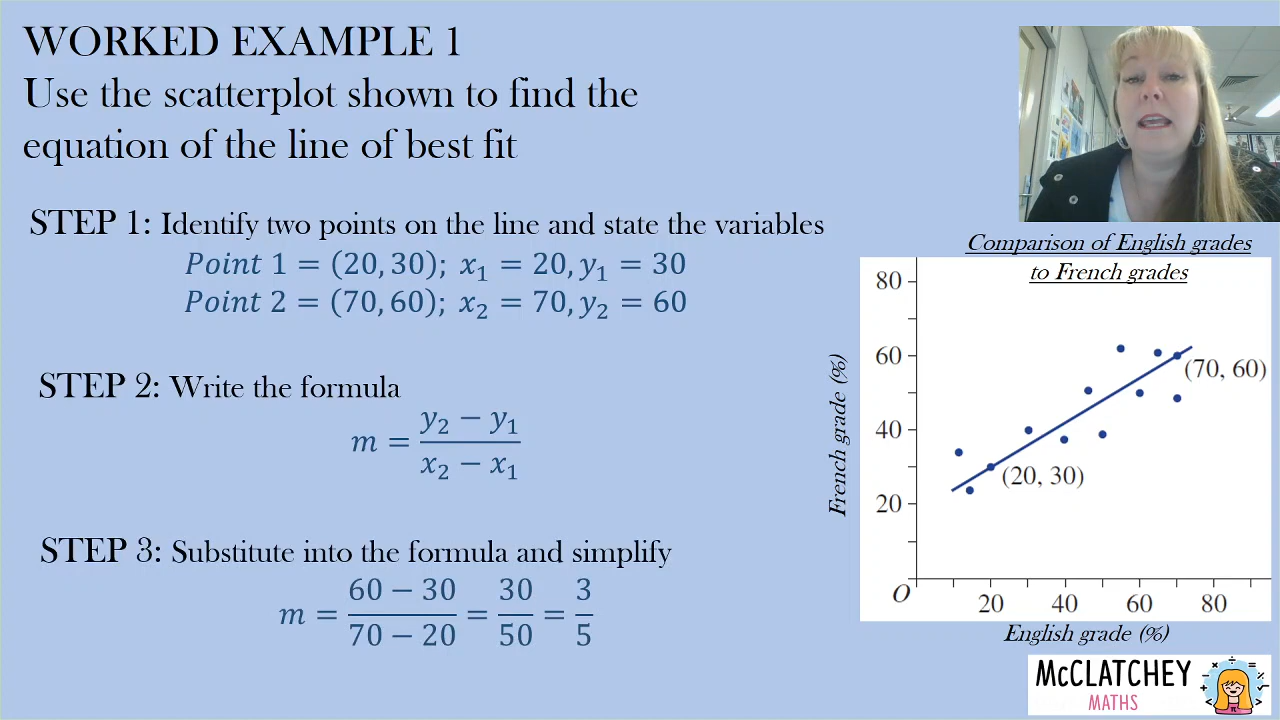 WORKED EXAMPLE 1
Use the scatterplot shown to find the
equation of the line of best fit
STEP 1: Identify two points on the line and state the variables
Point 1 = (20, 30); x₁ = 20, y₁ = 30
Point 2 = (70, 60); x₂ = 70, y₂ = 60
STEP 2: Write the formula
m = (y₂ − y₁)/(x₂ − x₁)
STEP 3: Substitute into the formula and simplify
m = (60 − 30)/(70 − 20) = 30/50 = 3/5
Comparison of English grades
to French grades
80
60
40
20
French grade (%)
(70, 60)
(20, 30)
O
20 40 60 80
English grade (%)
McCLATCHEY
MATHS